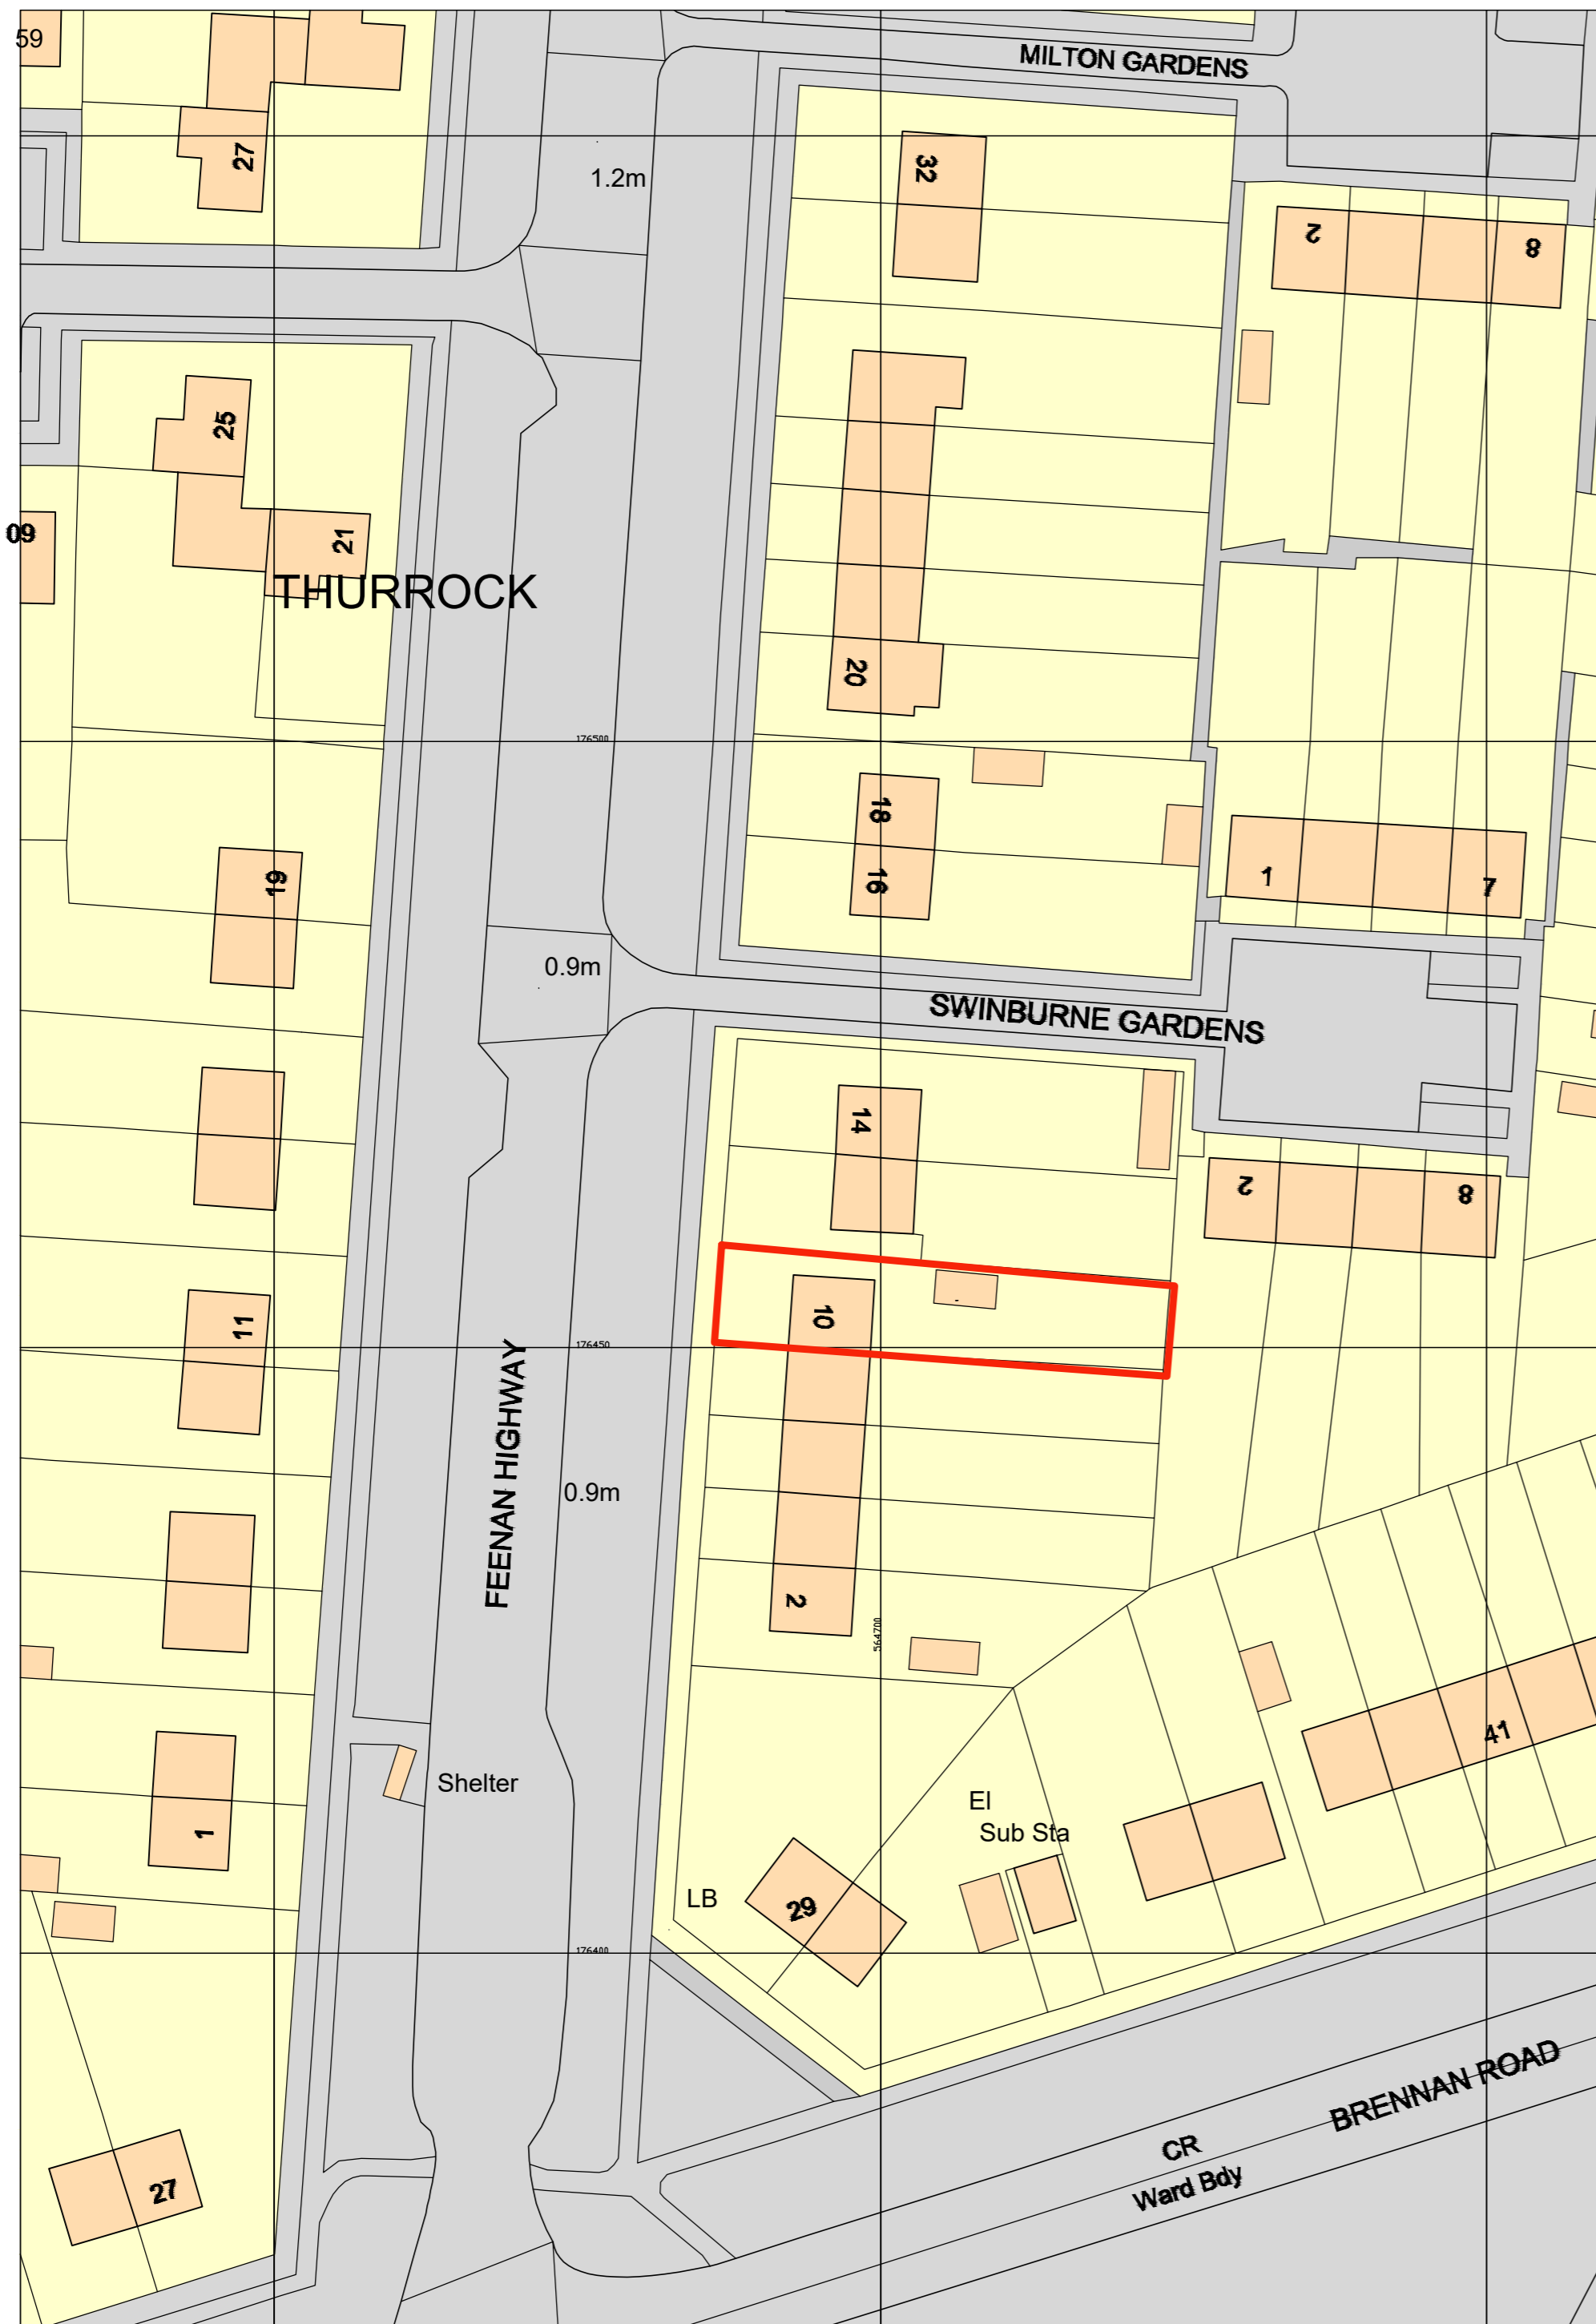 59
MILTON GARDENS
27
32
1.2m
2
8
25
21
09
THURROCK
20
176500
18
16
19
1
7
0.9m
SWINBURNE GARDENS
14
2
8
10
11
176450
FEENAN HIGHWAY
0.9m
2
564700
41
Shelter
El
Sub Sta
1
LB
29
176400
BRENNAN ROAD
CR
Ward Bdy
27